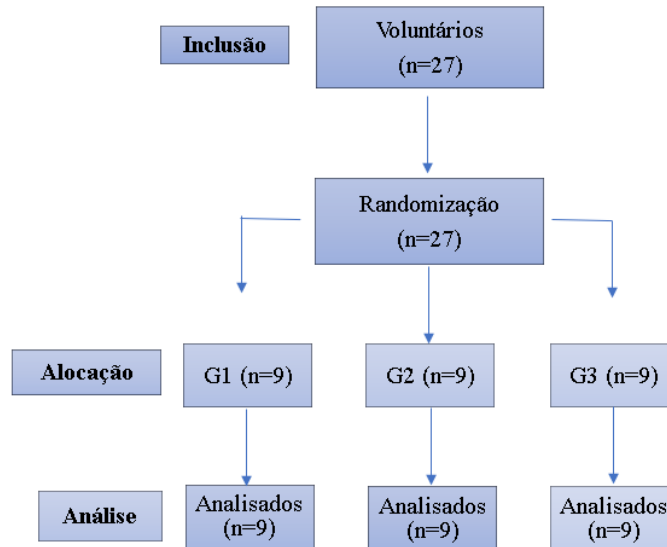 Inclusão
Voluntários
(n=27)
Randomização
(n=27)
Alocação
G1 (n=9)
G2 (n=9)
G3 (n=9)
Análise
Analisados
(n=9)
Analisados
(n=9)
Analisados
(n=9)